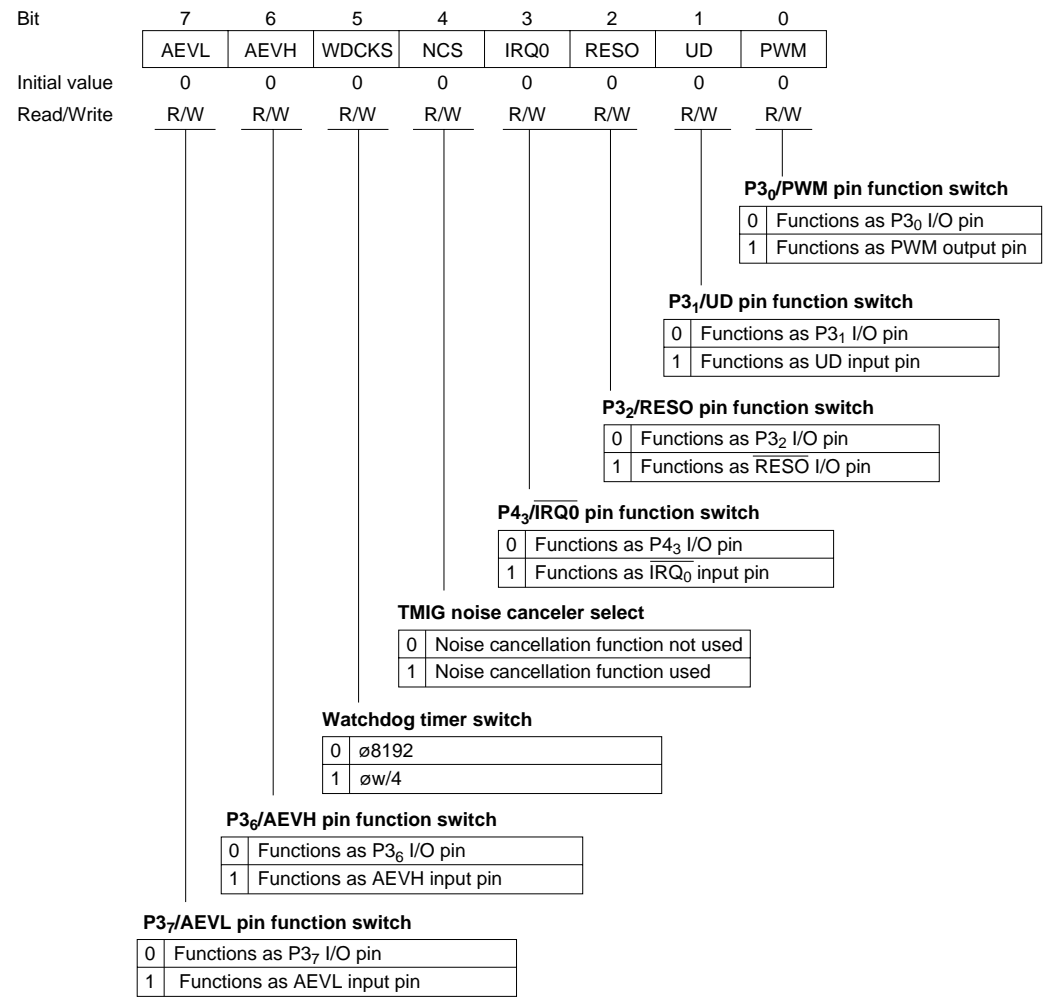 Bit 7 6 5 4 3 2 1 0
AEVL AEVH WDCKS NCS IRQ0 RESO UD PWM
Initial value 0 0 0 0 0 0 0 0
Read/Write R/W R/W R/W R/W R/W R/W R/W R/W
P3₀/PWM pin function switch
0 Functions as P3₀ I/O pin
1 Functions as PWM output pin
P3₁/UD pin function switch
0 Functions as P3₁ I/O pin
1 Functions as UD input pin
P3₂/RESO pin function switch
0 Functions as P3₂ I/O pin
1 Functions as R̅E̅S̅O̅ I/O pin
P4₃/I̅R̅Q̅0̅ pin function switch
0 Functions as P4₃ I/O pin
1 Functions as I̅R̅Q̅₀̅ input pin
TMIG noise canceler select
0 Noise cancellation function not used
1 Noise cancellation function used
Watchdog timer switch
0 ø8192
1 øw/4
P3₆/AEVH pin function switch
0 Functions as P3₆ I/O pin
1 Functions as AEVH input pin
P3₇/AEVL pin function switch
0 Functions as P3₇ I/O pin
1 Functions as AEVL input pin